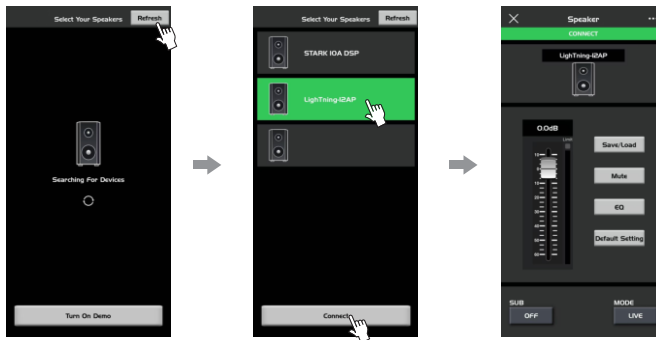 Select Your Speakers
Refresh
Searching For Devices
Turn On Demo
Select Your Speakers
Refresh
STARK 10A DSP
LighTning-12AP
Connect
Speaker
CONNECT
LighTning-12AP
0.0dB
Save/Load
Mute
EQ
Default Setting
SUB
OFF
MODE
LIVE